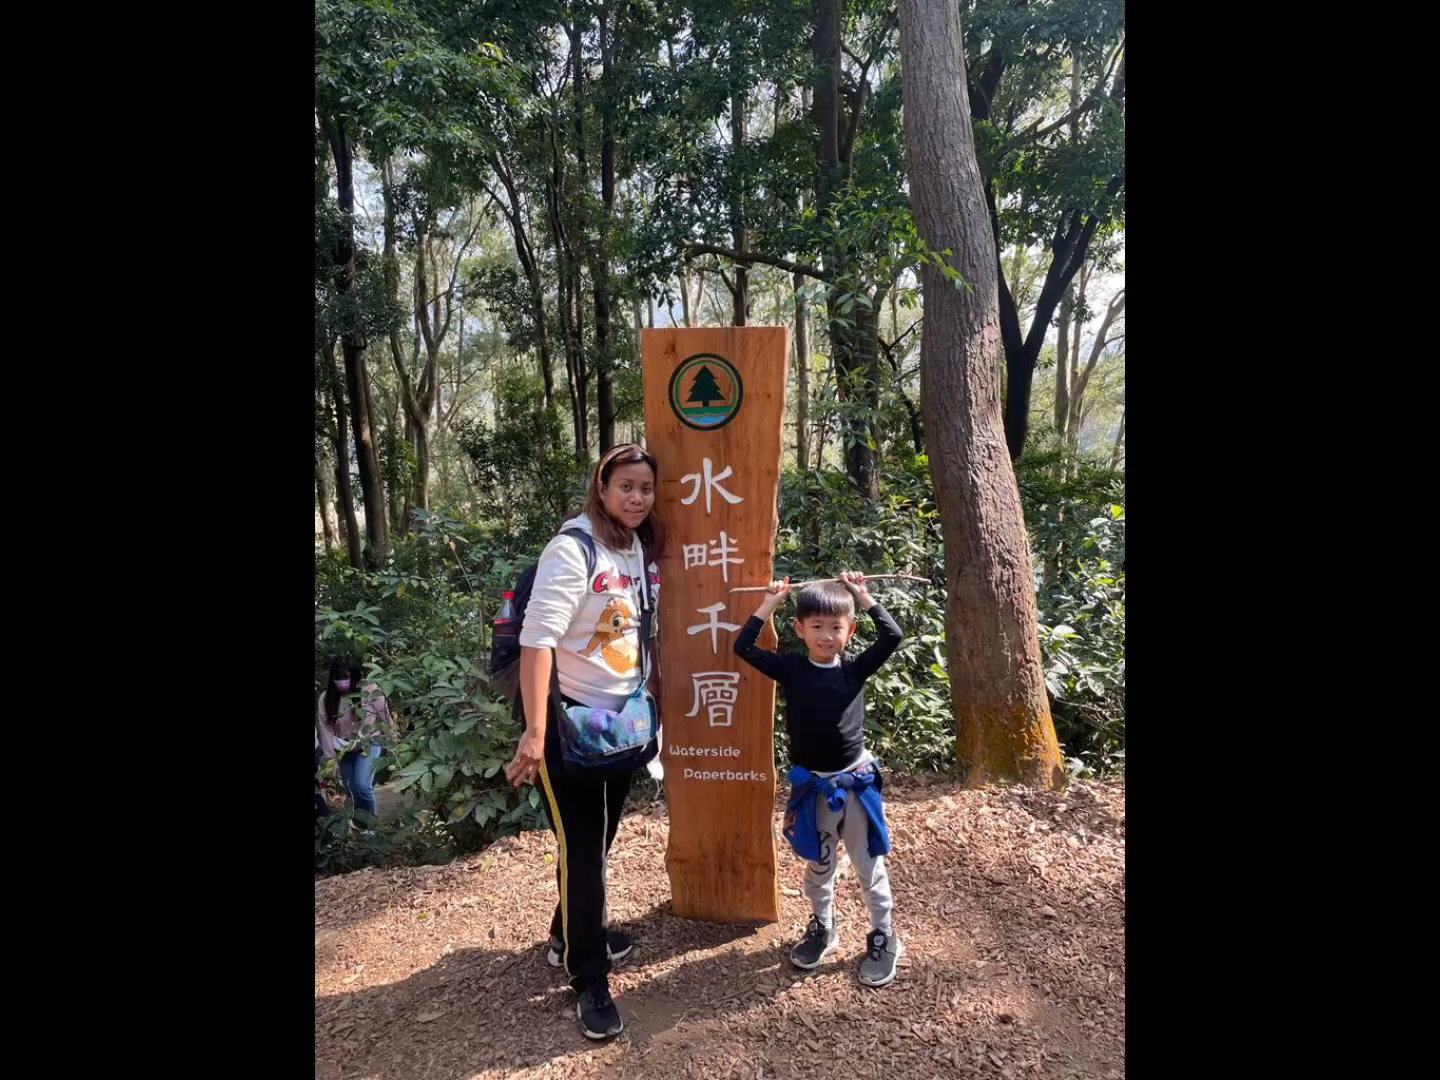 水畔千層
Waterside
Paperbarks